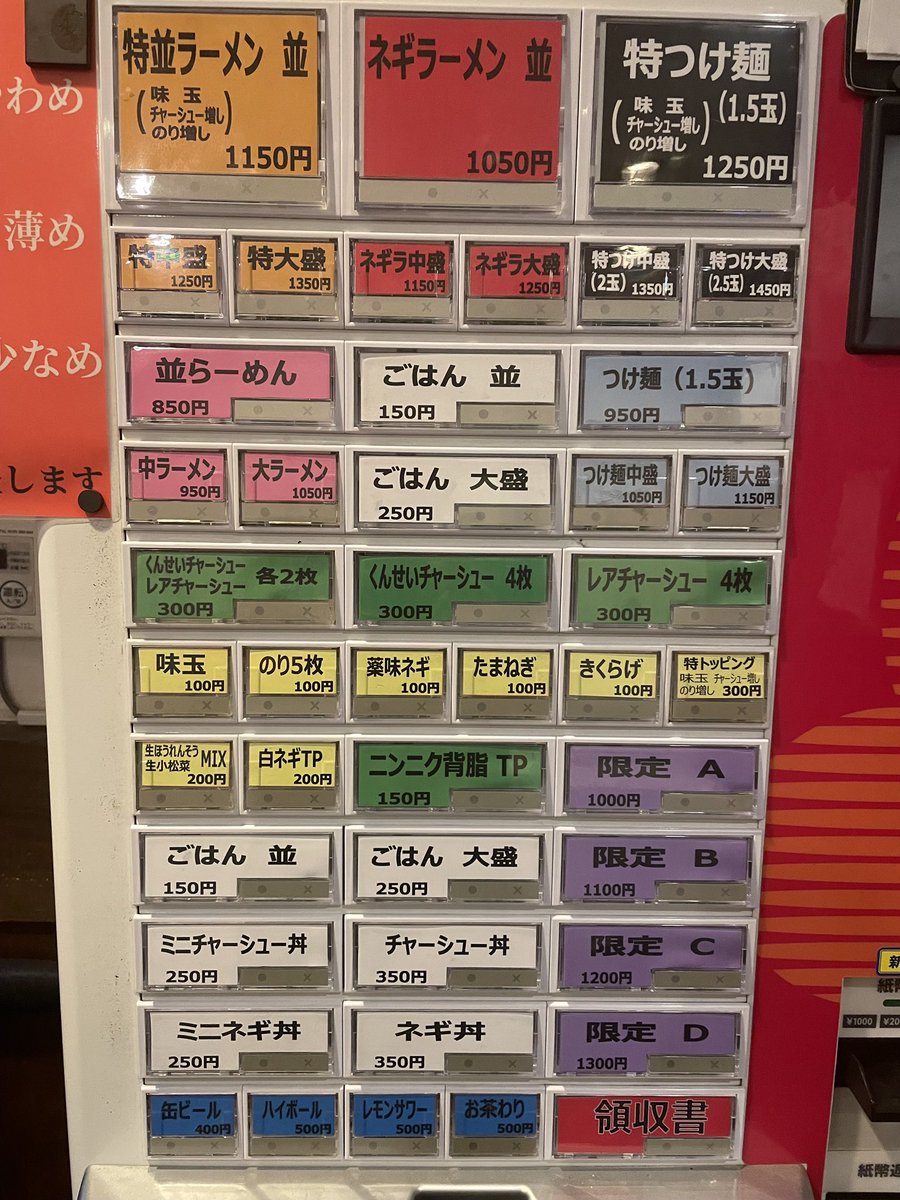 特並ラーメン 並
(味玉
チャーシュー増し
のり増し)
1150円
ネギラーメン 並
1050円
特つけ麺
(味玉
チャーシュー増し
のり増し)
(1.5玉)
1250円
わめ
薄め
少なめ
します
特中盛
1250円
特大盛
1350円
ネギラ中盛
1150円
ネギラ大盛
1250円
特つけ中盛
(2玉) 1350円
特つけ大盛
(2.5玉) 1450円
並らーめん
850円
ごはん 並
150円
つけ麺 (1.5玉)
950円
中ラーメン
950円
大ラーメン
1050円
ごはん 大盛
250円
つけ麺中盛
1050円
つけ麺大盛
1150円
くんせいチャーシュー
レアチャーシュー 各2枚
300円
くんせいチャーシュー 4枚
300円
レアチャーシュー 4枚
300円
味玉
100円
のり5枚
100円
薬味ネギ
100円
たまねぎ
100円
きくらげ
100円
特トッピング
味玉 チャーシュー増し
のり増し 300円
生ほうれんそう
生小松菜 MIX
200円
白ネギTP
200円
ニンニク背脂 TP
150円
限定 A
1000円
ごはん 並
150円
ごはん 大盛
250円
限定 B
1100円
ミニチャーシュー丼
250円
チャーシュー丼
350円
限定 C
1200円
ミニネギ丼
250円
ネギ丼
350円
限定 D
1300円
缶ビール
400円
ハイボール
500円
レモンサワー
500円
お茶わり
500円
領収書
運転
新
紙幣
¥1000
¥20
紙幣返